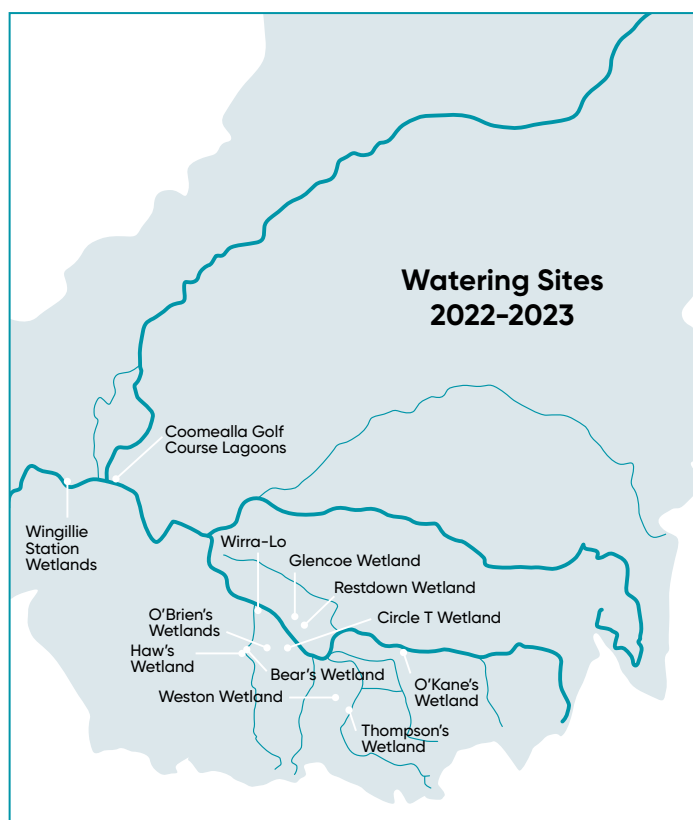 Watering Sites
2022-2023
Coomealla Golf
Course Lagoons
Wingillie
Station
Wetlands
Wirra-Lo
Glencoe Wetland
Restdown Wetland
O'Brien's
Wetlands
Circle T Wetland
Haw's
Wetland
Bear's Wetland
O'Kane's
Wetland
Weston Wetland
Thompson's
Wetland